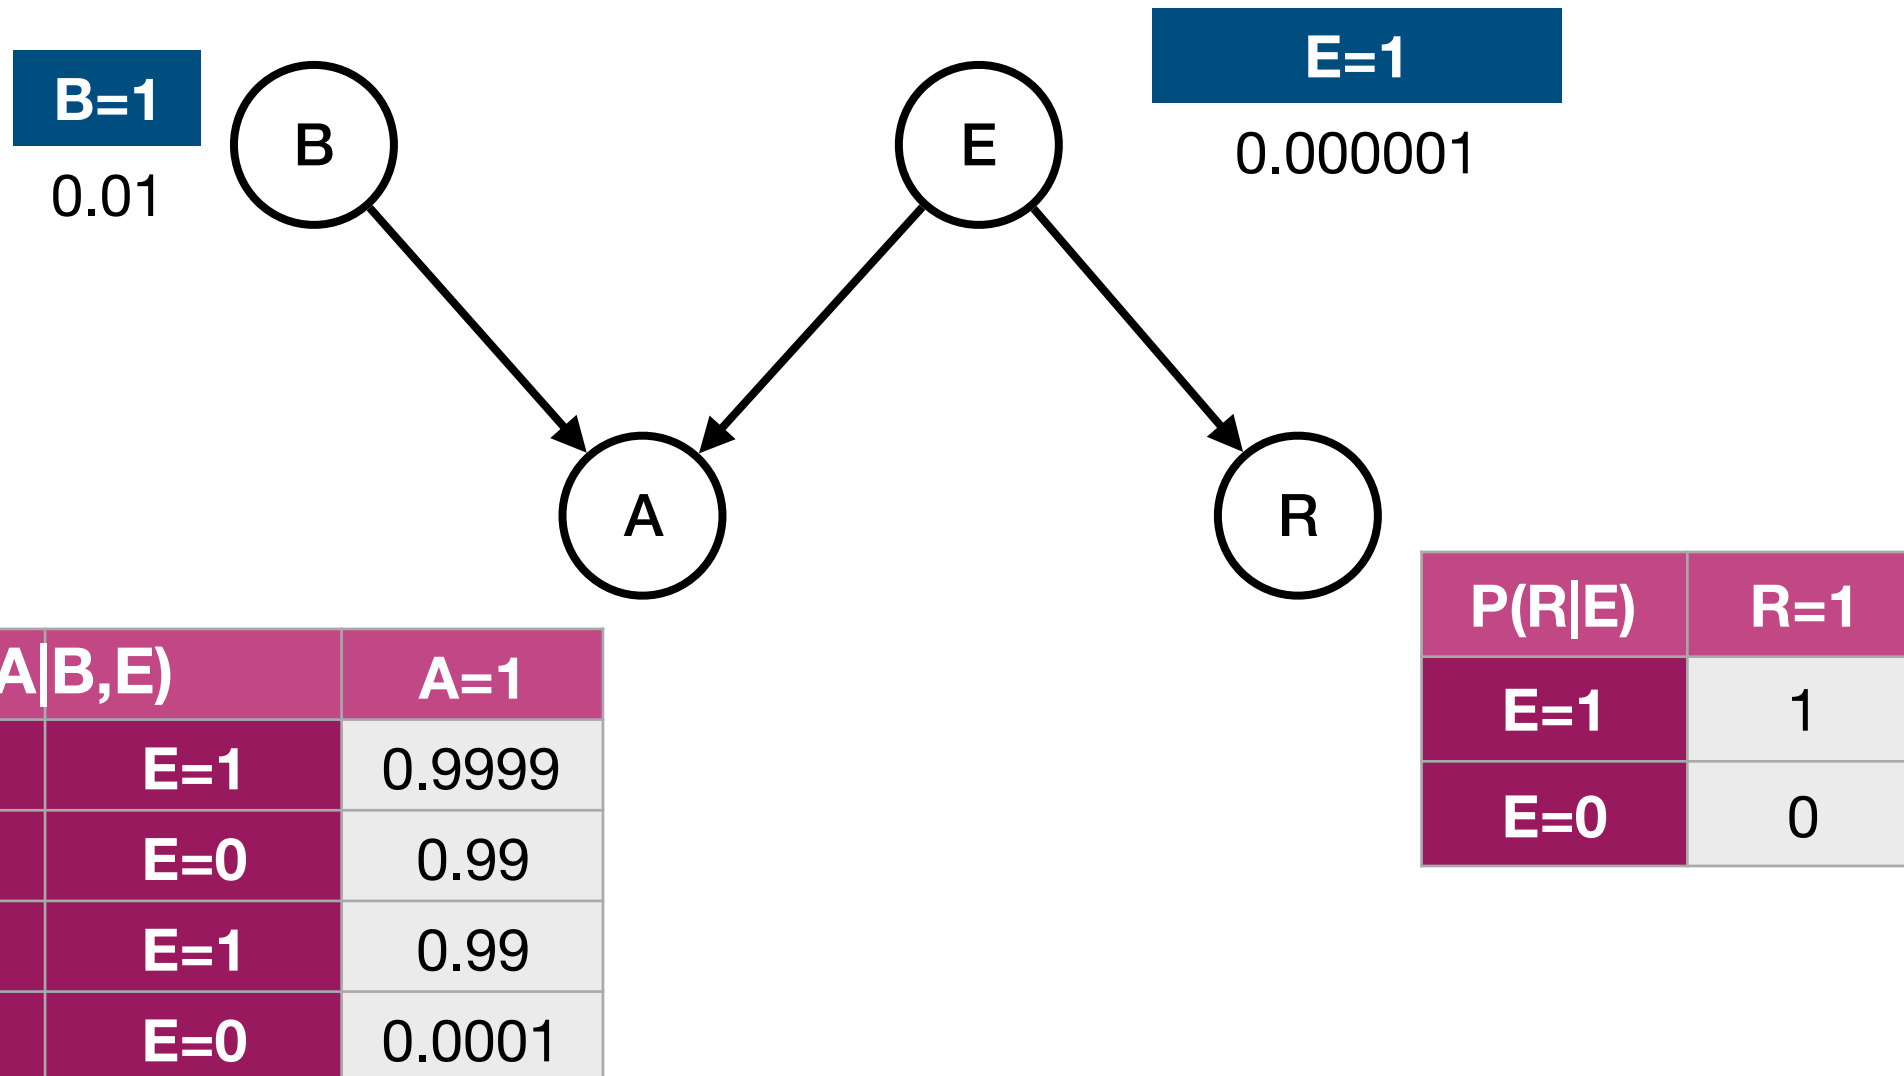 E=1
B=1
0.000001
0.01
B
E
A
R
P(R|E)
R=1
E=1
1
E=0
0
A|B,E)
A=1
E=1
0.9999
E=0
0.99
E=1
0.99
E=0
0.0001